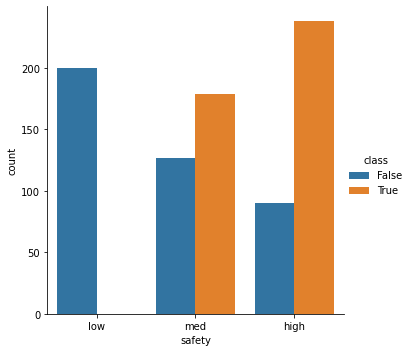 200
150
100
50
0
count
low med high
safety
class
False
True